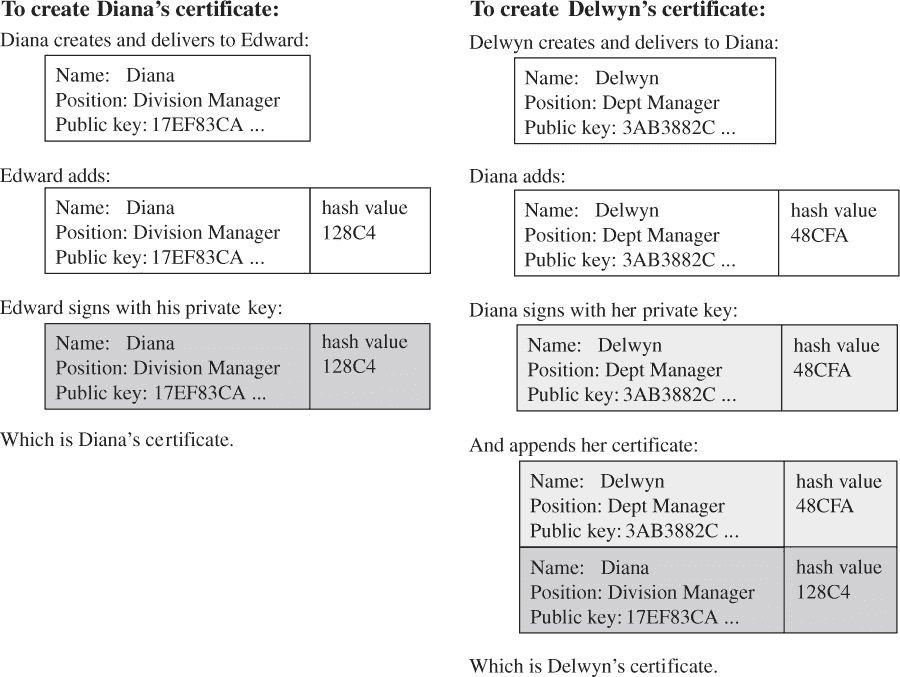 To create Diana's certificate:
Diana creates and delivers to Edward:
Name: Diana
Position: Division Manager
Public key: 17EF83CA ...
Edward adds:
Name: Diana
Position: Division Manager
Public key: 17EF83CA ...
hash value
128C4
Edward signs with his private key:
Name: Diana
Position: Division Manager
Public key: 17EF83CA ...
hash value
128C4
Which is Diana's certificate.
To create Delwyn's certificate:
Delwyn creates and delivers to Diana:
Name: Delwyn
Position: Dept Manager
Public key: 3AB3882C ...
Diana adds:
Name: Delwyn
Position: Dept Manager
Public key: 3AB3882C ...
hash value
48CFA
Diana signs with her private key:
Name: Delwyn
Position: Dept Manager
Public key: 3AB3882C ...
hash value
48CFA
And appends her certificate:
Name: Delwyn
Position: Dept Manager
Public key: 3AB3882C ...
hash value
48CFA
Name: Diana
Position: Division Manager
Public key: 17EF83CA ...
hash value
128C4
Which is Delwyn's certificate.